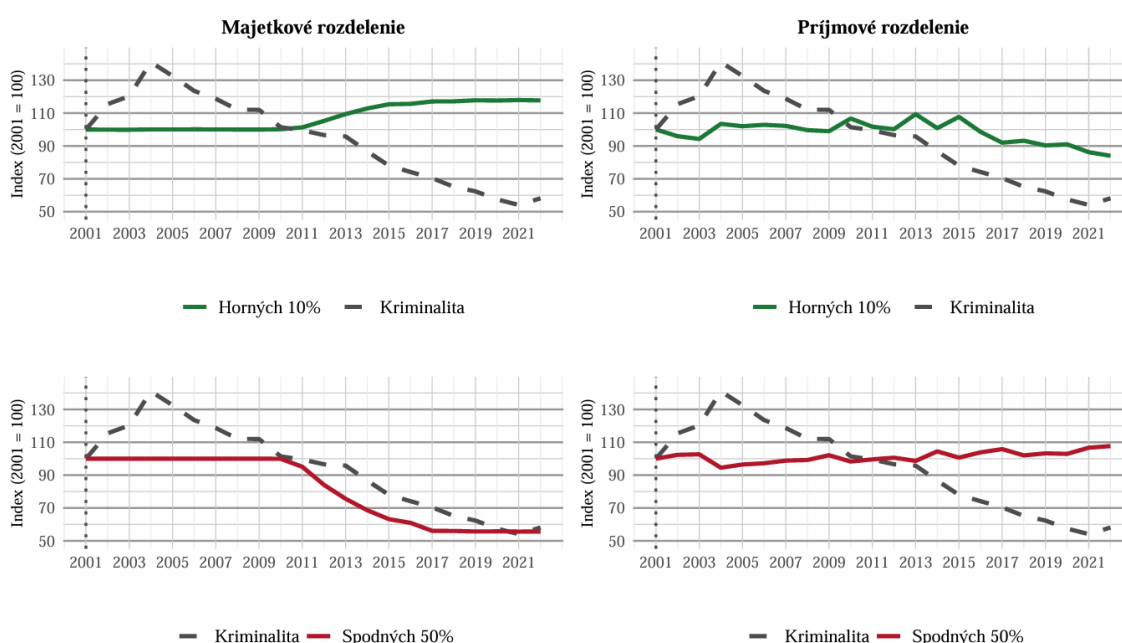 Majetkové rozdelenie
Príjmové rozdelenie
Index (2001 = 100)
130
110
90
70
50
2001 2003 2005 2007 2009 2011 2013 2015 2017 2019 2021
Horných 10% Kriminalita
Index (2001 = 100)
130
110
90
70
50
2001 2003 2005 2007 2009 2011 2013 2015 2017 2019 2021
Horných 10% Kriminalita
Index (2001 = 100)
130
110
90
70
50
2001 2003 2005 2007 2009 2011 2013 2015 2017 2019 2021
Kriminalita Spodných 50%
Index (2001 = 100)
130
110
90
70
50
2001 2003 2005 2007 2009 2011 2013 2015 2017 2019 2021
Kriminalita Spodných 50%